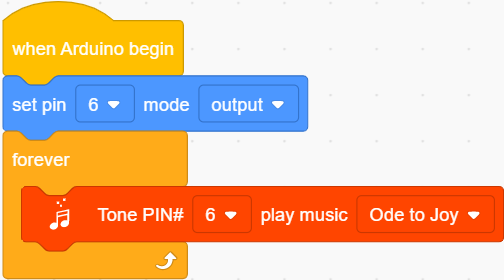 when Arduino begin
set pin 6 mode output
forever
Tone PIN# 6 play music Ode to Joy